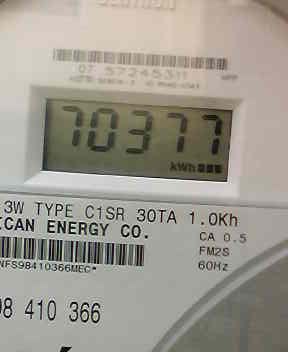 07 57245311
70377
kWh
3W TYPE C1SR 30TA 1.0Kh
CAN ENERGY CO.
CA 0.5
FM2S
60Hz
NFS98410366MEC*
98 410 366